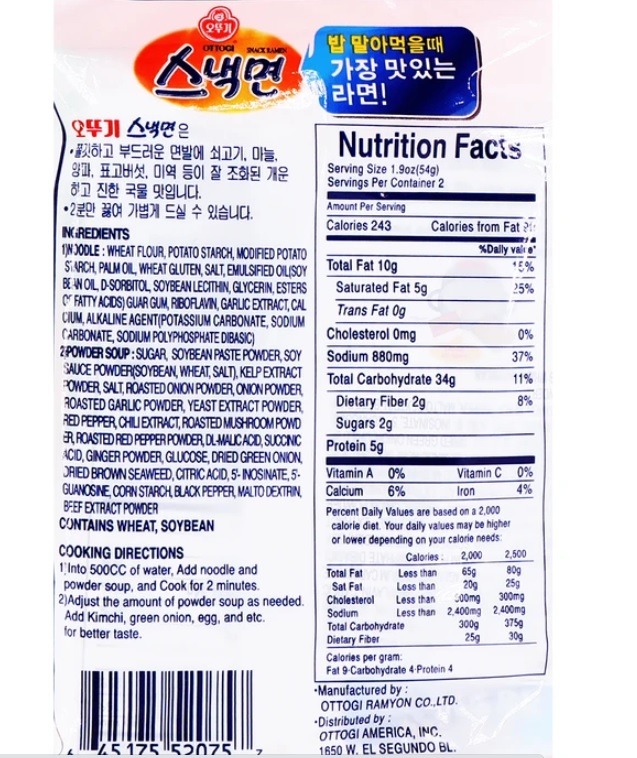 오뚜기
OTTOGI
SNACK RAMEN
스낵면
밥 말아먹을때
가장 맛있는
라면!
오뚜기 스낵면은
•쫄깃하고 부드러운 면발에 쇠고기, 마늘,
양파, 표고버섯, 미역 등이 잘 조화된 개운
하고 진한 국물 맛입니다.
•2분만 끓여 가볍게 드실 수 있습니다.
INGREDIENTS
1)NOODLE : WHEAT FLOUR, POTATO STARCH, MODIFIED POTATO
STARCH, PALM OIL, WHEAT GLUTEN, SALT, EMULSIFIED OIL(SOY
BEAN OIL, D-SORBITOL, SOYBEAN LECITHIN, GLYCERIN, ESTERS
OF FATTY ACIDS) GUAR GUM, RIBOFLAVIN, GARLIC EXTRACT, CAL
CIUM, ALKALINE AGENT(POTASSIUM CARBONATE, SODIUM
CARBONATE, SODIUM POLYPHOSPHATE DIBASIC)
2)POWDER SOUP : SUGAR, SOYBEAN PASTE POWDER, SOY
SAUCE POWDER(SOYBEAN, WHEAT, SALT), KELP EXTRACT
POWDER, SALT, ROASTED ONION POWDER, ONION POWDER,
ROASTED GARLIC POWDER, YEAST EXTRACT POWDER,
RED PEPPER, CHILI EXTRACT, ROASTED MUSHROOM POWD
ER, ROASTED RED PEPPER POWDER, DL-MALIC ACID, SUCCINIC
ACID, GINGER POWDER, GLUCOSE, DRIED GREEN ONION,
DRIED BROWN SEAWEED, CITRIC ACID, 5'- INOSINATE, 5'-
GUANOSINE, CORN STARCH, BLACK PEPPER, MALTO DEXTRIN,
BEEF EXTRACT POWDER
CONTAINS WHEAT, SOYBEAN
COOKING DIRECTIONS
1)Into 500CC of water, Add noodle and
powder soup, and Cook for 2 minutes.
2)Adjust the amount of powder soup as needed.
Add Kimchi, green onion, egg, and etc.
for better taste.
45175 52075
Nutrition Facts
Serving Size 1.9oz(54g)
Servings Per Container 2
Amount Per Serving
Calories 243 Calories from Fat
%Daily value*
Total Fat 10g 15%
Saturated Fat 5g 25%
Trans Fat 0g
Cholesterol 0mg 0%
Sodium 880mg 37%
Total Carbohydrate 34g 11%
Dietary Fiber 2g 8%
Sugars 2g
Protein 5g
Vitamin A 0% Vitamin C 0%
Calcium 6% Iron 4%
Percent Daily Values are based on a 2,000
calorie diet. Your daily values may be higher
or lower depending on your calorie needs:
Calories : 2,000 2,500
Total Fat Less than 65g 80g
Sat Fat Less than 20g 25g
Cholesterol Less than 300mg 300mg
Sodium Less than 2,400mg 2,400mg
Total Carbohydrate 300g 375g
Dietary Fiber 25g 30g
Calories per gram:
Fat 9·Carbohydrate 4·Protein 4
•Manufactured by :
OTTOGI RAMYON CO.,LTD.
•Distributed by :
OTTOGI AMERICA, INC.
1650 W. EL SEGUNDO BL.